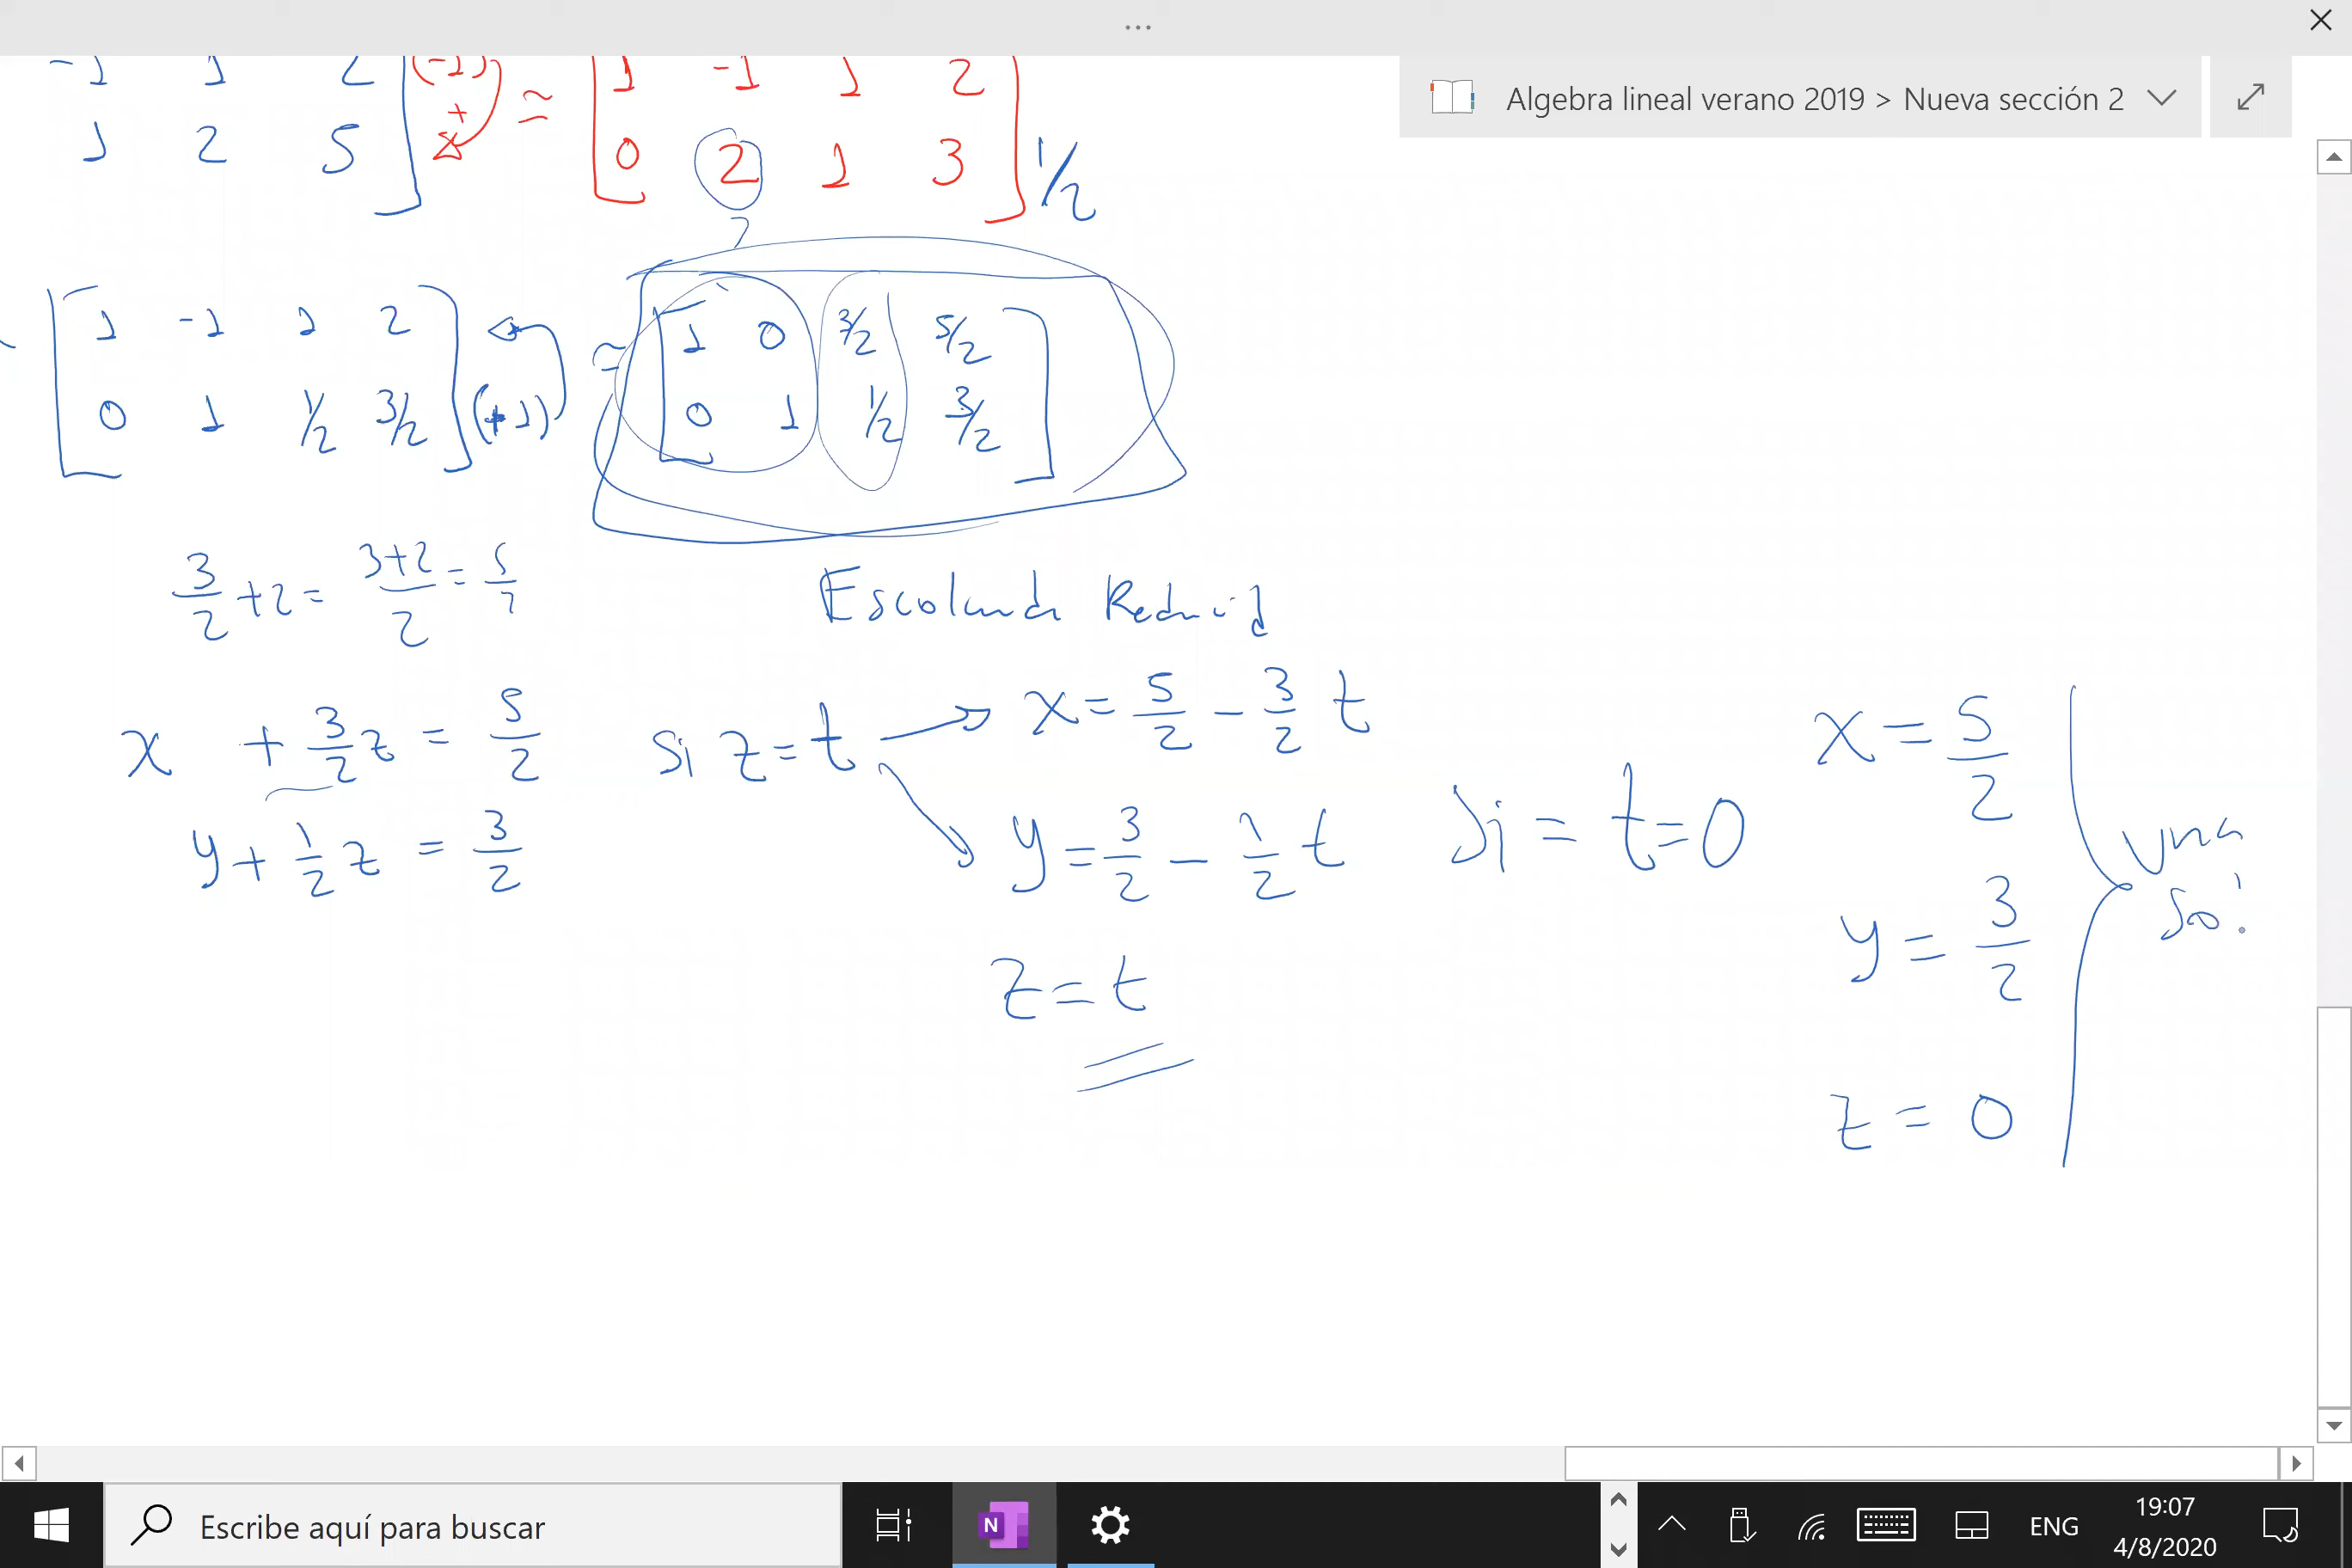 ...
Algebra lineal verano 2019 > Nueva sección 2
-1 1 2 (-1)
1 2 5 +
≃ 1 -1 1 2
0 2 1 3 1/2
1 -1 1 2
0 1 1/2 3/2 (+1)
≃ 1 0 3/2 5/2
0 1 1/2 3/2
3/2 + 2 = 3+2/2 = 5/2
x + 3/2 z = 5/2
y + 1/2 z = 3/2
si z = t
x = 5/2 - 3/2 t
y = 3/2 - 1/2 t
z = t
Si = t = 0
x = 5/2
y = 3/2
z = 0
una
Escribe aquí para buscar
N
ENG
19:07
4/8/2020